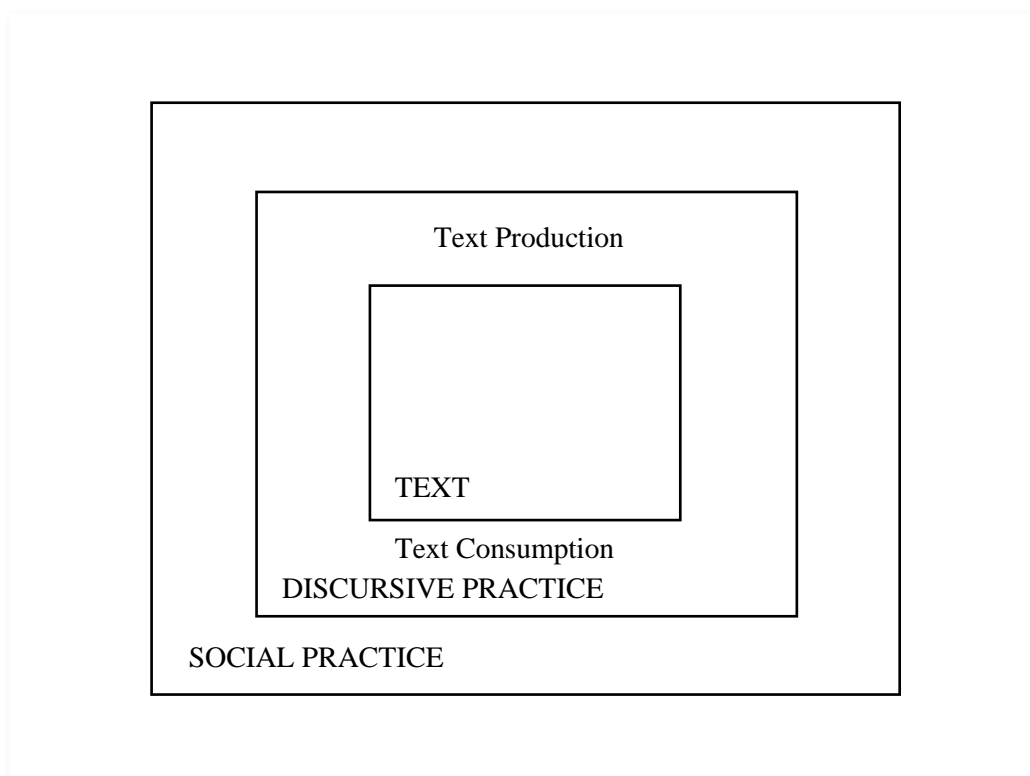 Text Production
TEXT
Text Consumption
DISCURSIVE PRACTICE
SOCIAL PRACTICE